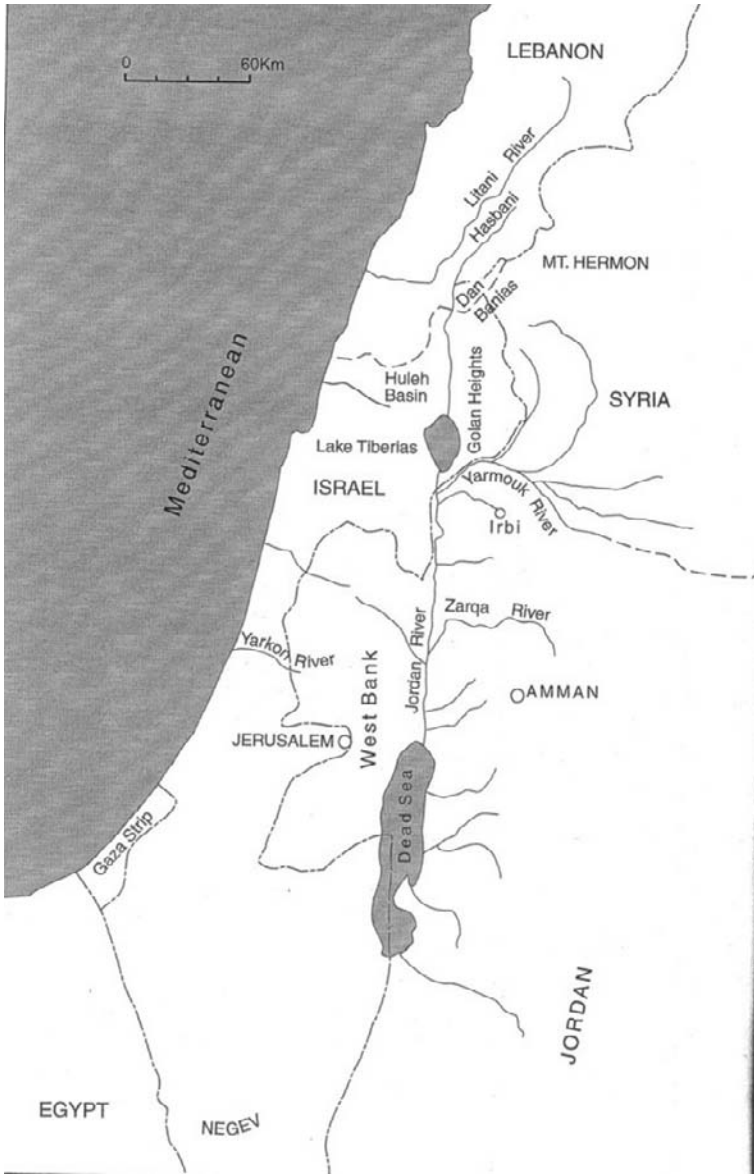 LEBANON
0 60Km
Litani River
Hasbani
MT. HERMON
Dan
Banias
Mediterranean
Huleh
Basin
Golan Heights
SYRIA
Lake Tiberias
ISRAEL
Yarmouk River
Irbi
Zarqa River
Jordan River
Yarkon River
West Bank
AMMAN
JERUSALEM
Dead Sea
Gaza Strip
JORDAN
EGYPT
NEGEV